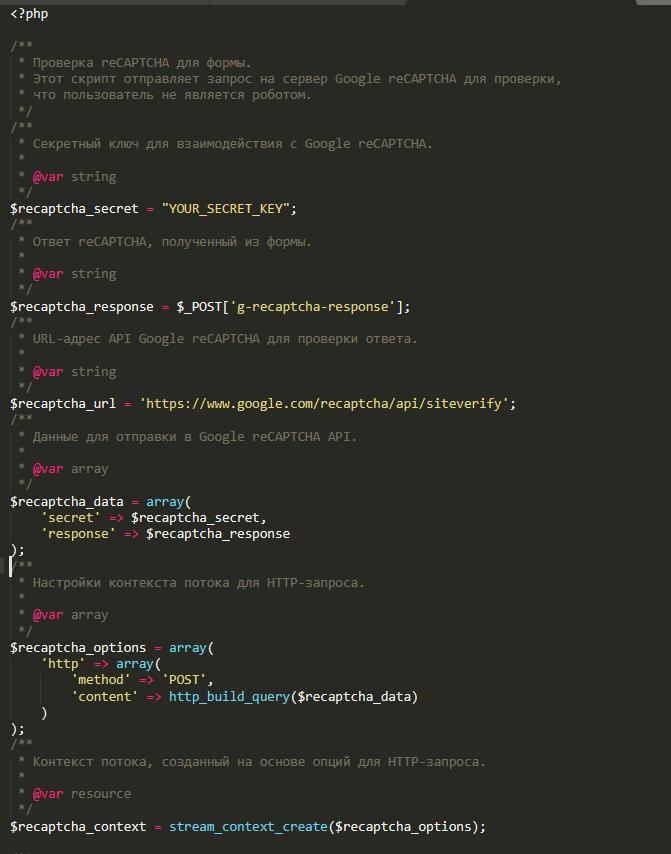 <?php
/**
* Проверка reCAPTCHA для формы.
* Этот скрипт отправляет запрос на сервер Google reCAPTCHA для проверки,
* что пользователь не является роботом.
*/
/**
* Секретный ключ для взаимодействия с Google reCAPTCHA.
*
* @var string
*/
$recaptcha_secret = "YOUR_SECRET_KEY";
/**
* Ответ reCAPTCHA, полученный из формы.
*
* @var string
*/
$recaptcha_response = $_POST['g-recaptcha-response'];
/**
* URL-адрес API Google reCAPTCHA для проверки ответа.
*
* @var string
*/
$recaptcha_url = 'https://www.google.com/recaptcha/api/siteverify';
/**
* Данные для отправки в Google reCAPTCHA API.
*
* @var array
*/
$recaptcha_data = array(
'secret' => $recaptcha_secret,
'response' => $recaptcha_response
);
/**
* Настройки контекста потока для HTTP-запроса.
*
* @var array
*/
$recaptcha_options = array(
'http' => array(
'method' => 'POST',
'content' => http_build_query($recaptcha_data)
)
);
/**
* Контекст потока, созданный на основе опций для HTTP-запроса.
*
* @var resource
*/
$recaptcha_context = stream_context_create($recaptcha_options);